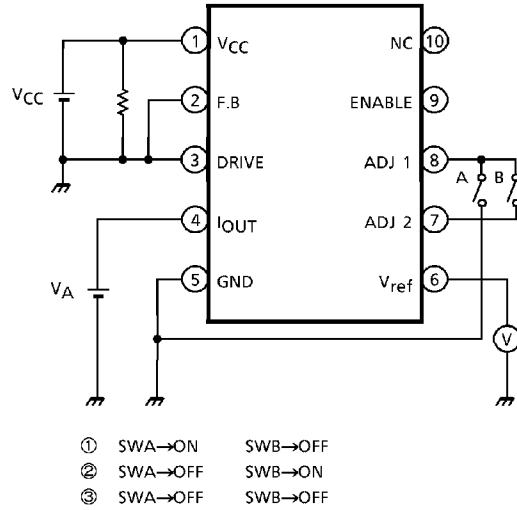 VCC
1 VCC
2 F.B
3 DRIVE
4 IOUT
5 GND
NC 10
ENABLE 9
ADJ 1 8
ADJ 2 7
Vref 6
A B
VA
V
① SWA→ON SWB→OFF
② SWA→OFF SWB→ON
③ SWA→OFF SWB→OFF